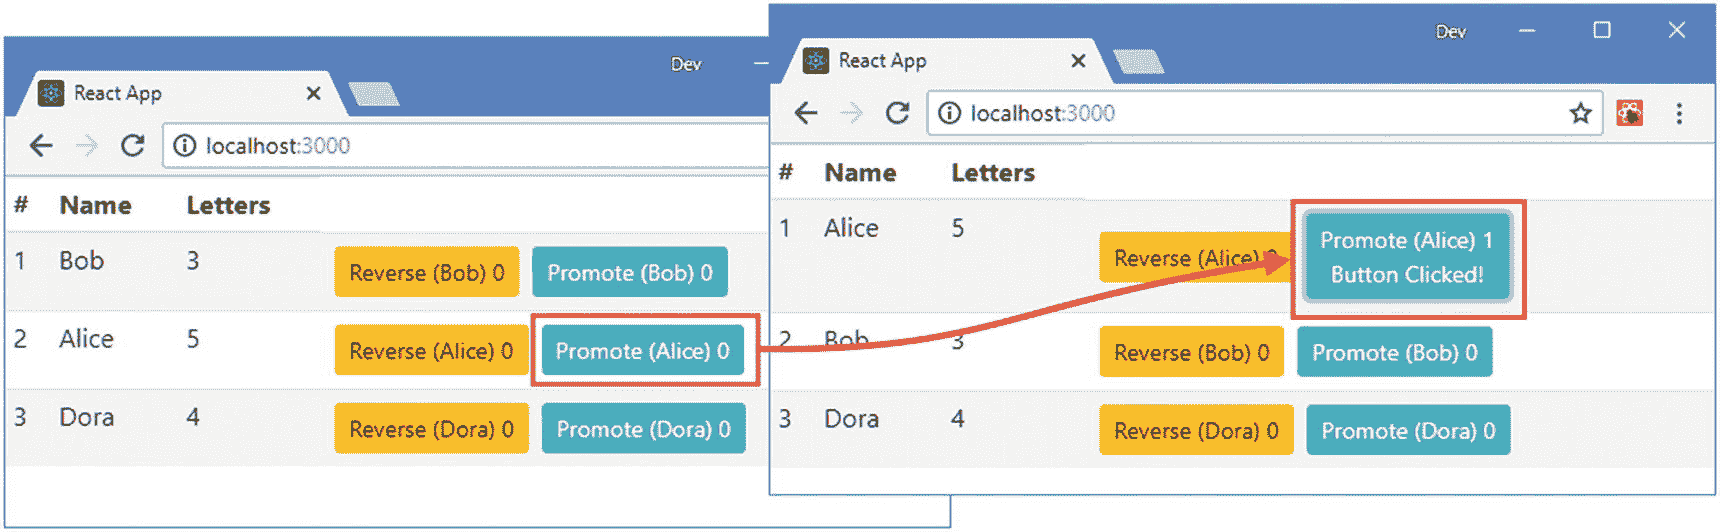 Dev
React App
localhost:3000
# Name Letters
1 Bob 3 Reverse (Bob) 0 Promote (Bob) 0
2 Alice 5 Reverse (Alice) 0 Promote (Alice) 0
3 Dora 4 Reverse (Dora) 0 Promote (Dora) 0
Dev
React App
localhost:3000
# Name Letters
1 Alice 5 Reverse (Alice) 0 Promote (Alice) 1
Button Clicked!
2 Bob 3 Reverse (Bob) 0 Promote (Bob) 0
3 Dora 4 Reverse (Dora) 0 Promote (Dora) 0